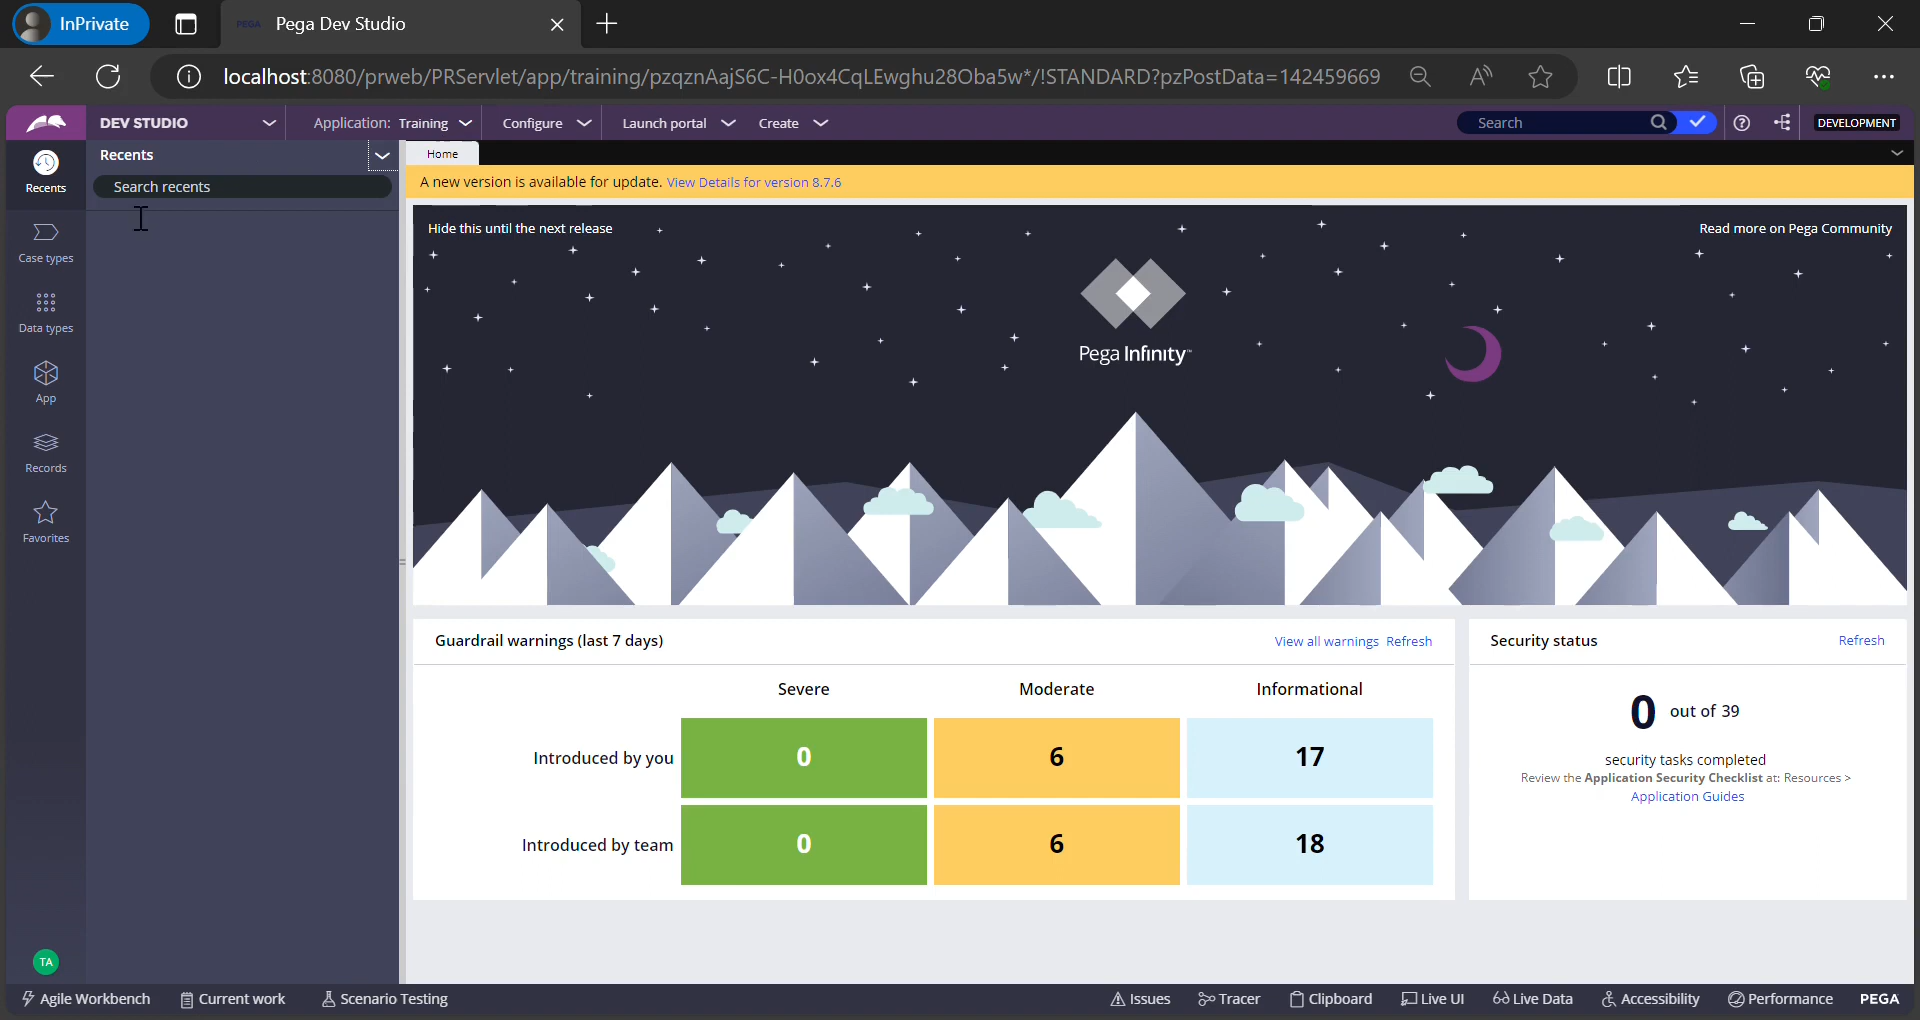 InPrivate
PEGA Pega Dev Studio
localhost:8080/prweb/PRServlet/app/training/pzqznAajS6C-H0ox4CqLEwghu28Oba5w*/!STANDARD?pzPostData=142459669
DEV STUDIO
Application: Training
Configure
Launch portal
Create
Search
DEVELOPMENT
Recents
Search recents
Home
A new version is available for update. View Details for version 8.7.6
Hide this until the next release
Read more on Pega Community
Pega Infinity™
Recents
Case types
Data types
App
Records
Favorites
TA
Guardrail warnings (last 7 days)
View all warnings Refresh
Severe Moderate Informational
Introduced by you 0 6 17
Introduced by team 0 6 18
Security status
Refresh
0 out of 39
security tasks completed
Review the Application Security Checklist at: Resources >
Application Guides
Agile Workbench Current work Scenario Testing
Issues Tracer Clipboard Live UI Live Data Accessibility Performance PEGA